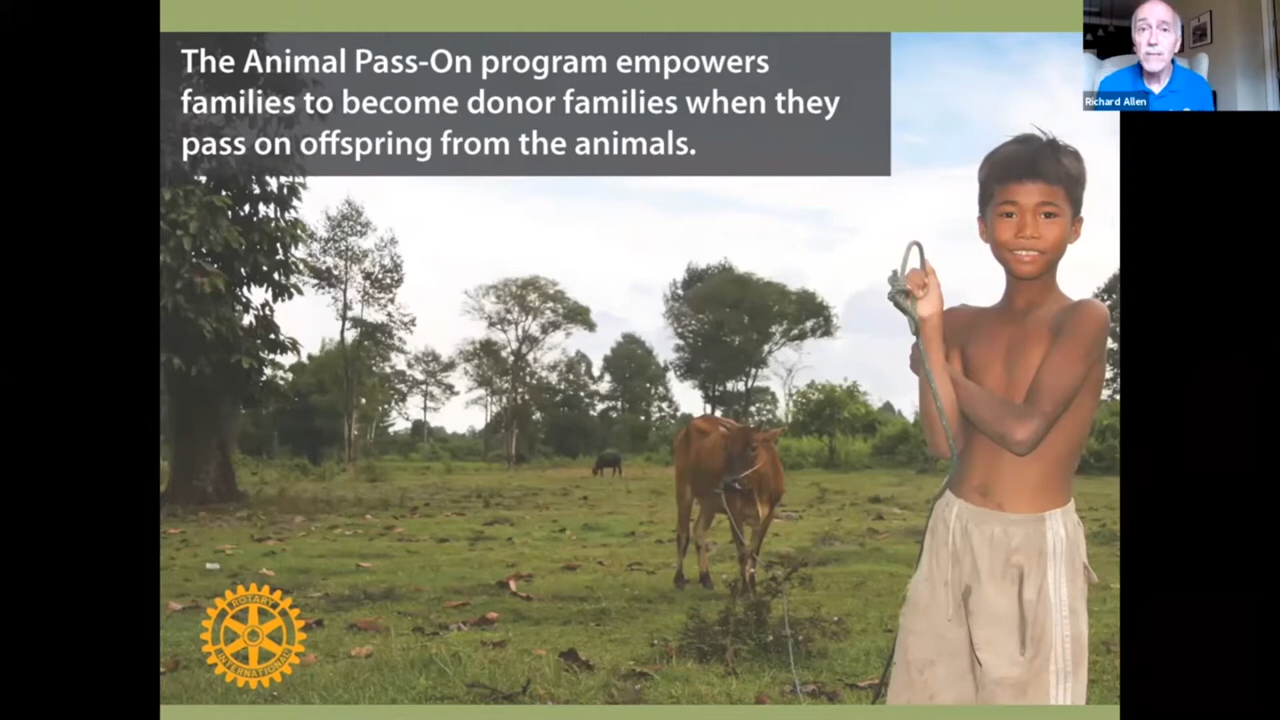 The Animal Pass-On program empowers
families to become donor families when they
pass on offspring from the animals.
Richard Allen
ROTARY
INTERNATIONAL